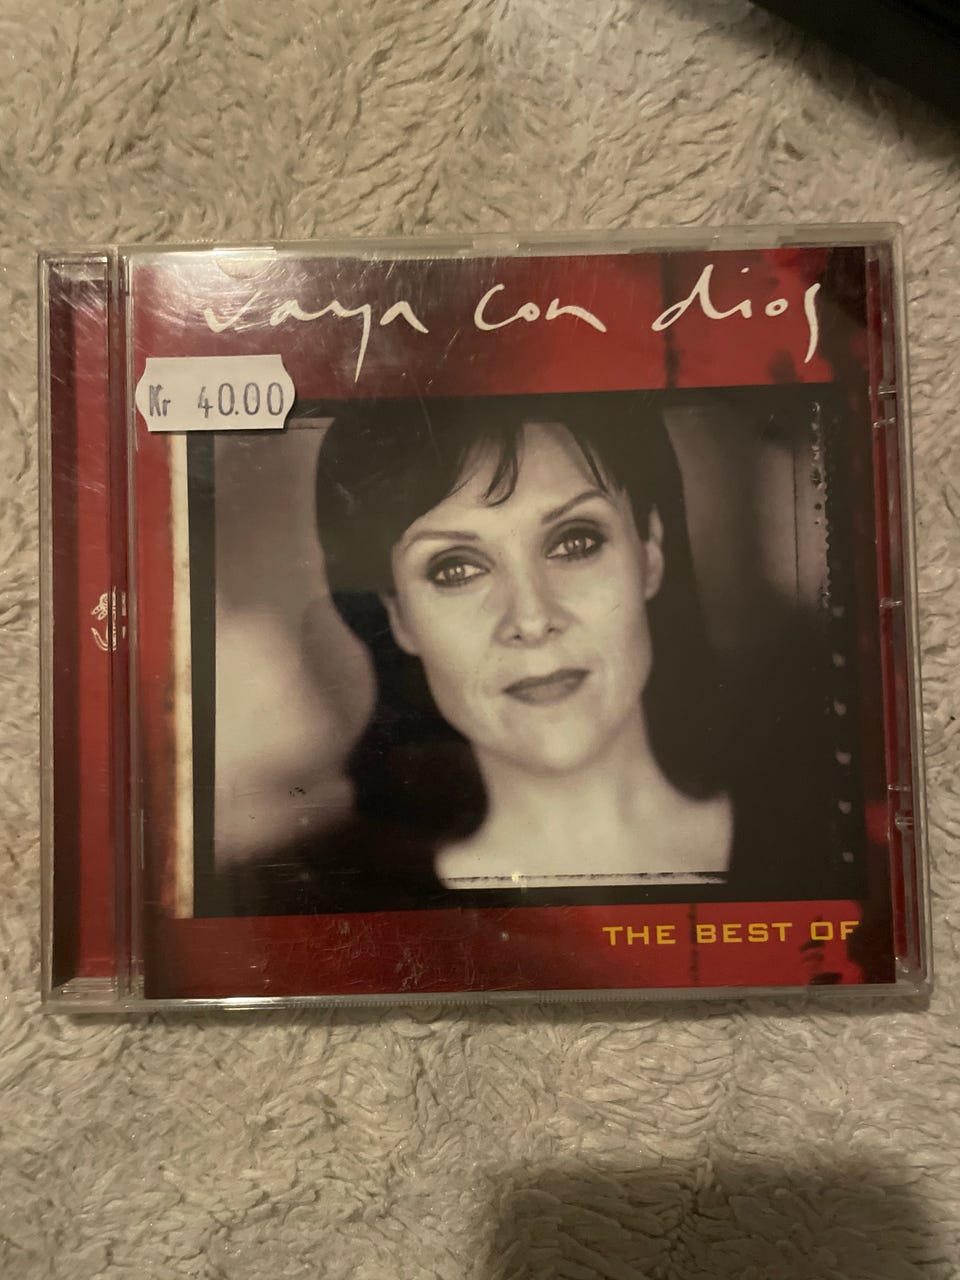 vaya con dios
Kr 40.00
THE BEST OF